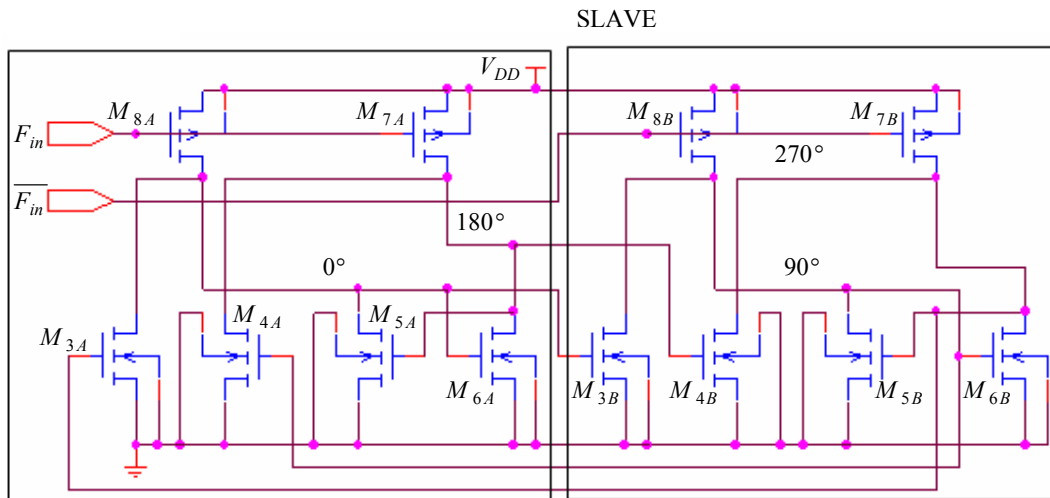 SLAVE
V_DD
M_8A
M_7A
M_8B
M_7B
F_in
270°
\overline{F_in}
180°
0°
90°
M_3A
M_4A
M_5A
M_6A
M_3B
M_4B
M_5B
M_6B